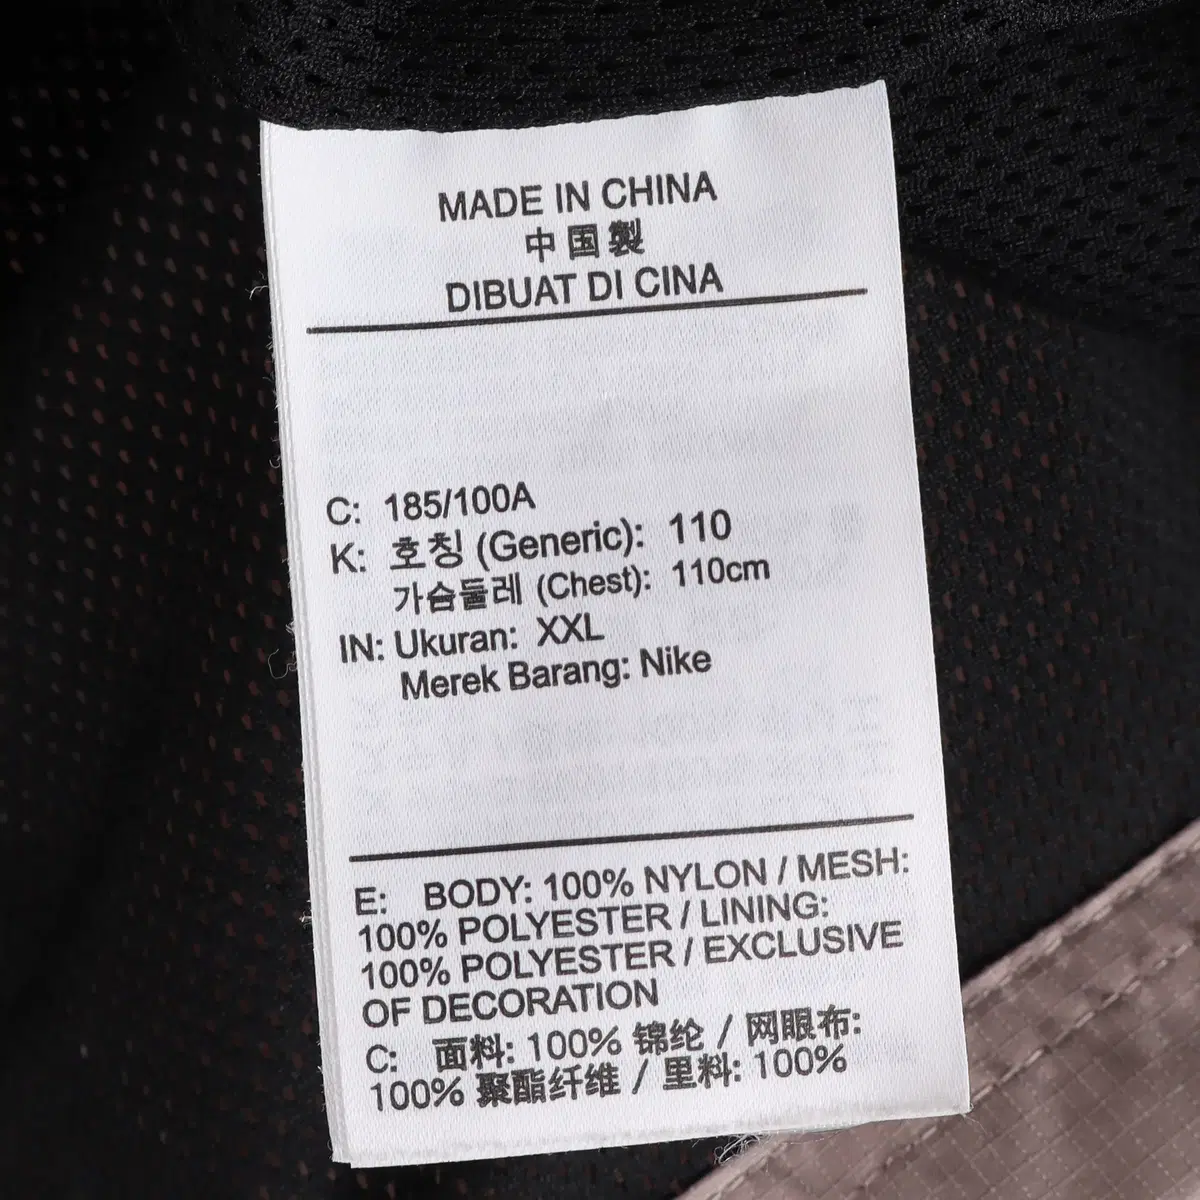 MADE IN CHINA
中国製
DIBUAT DI CINA
C: 185/100A
K: 호칭 (Generic): 110
가슴둘레 (Chest): 110cm
IN: Ukuran: XXL
Merek Barang: Nike
E: BODY: 100% NYLON / MESH:
100% POLYESTER / LINING:
100% POLYESTER / EXCLUSIVE
OF DECORATION
C: 面料: 100% 锦纶 / 网眼布:
100% 聚酯纤维 / 里料: 100%